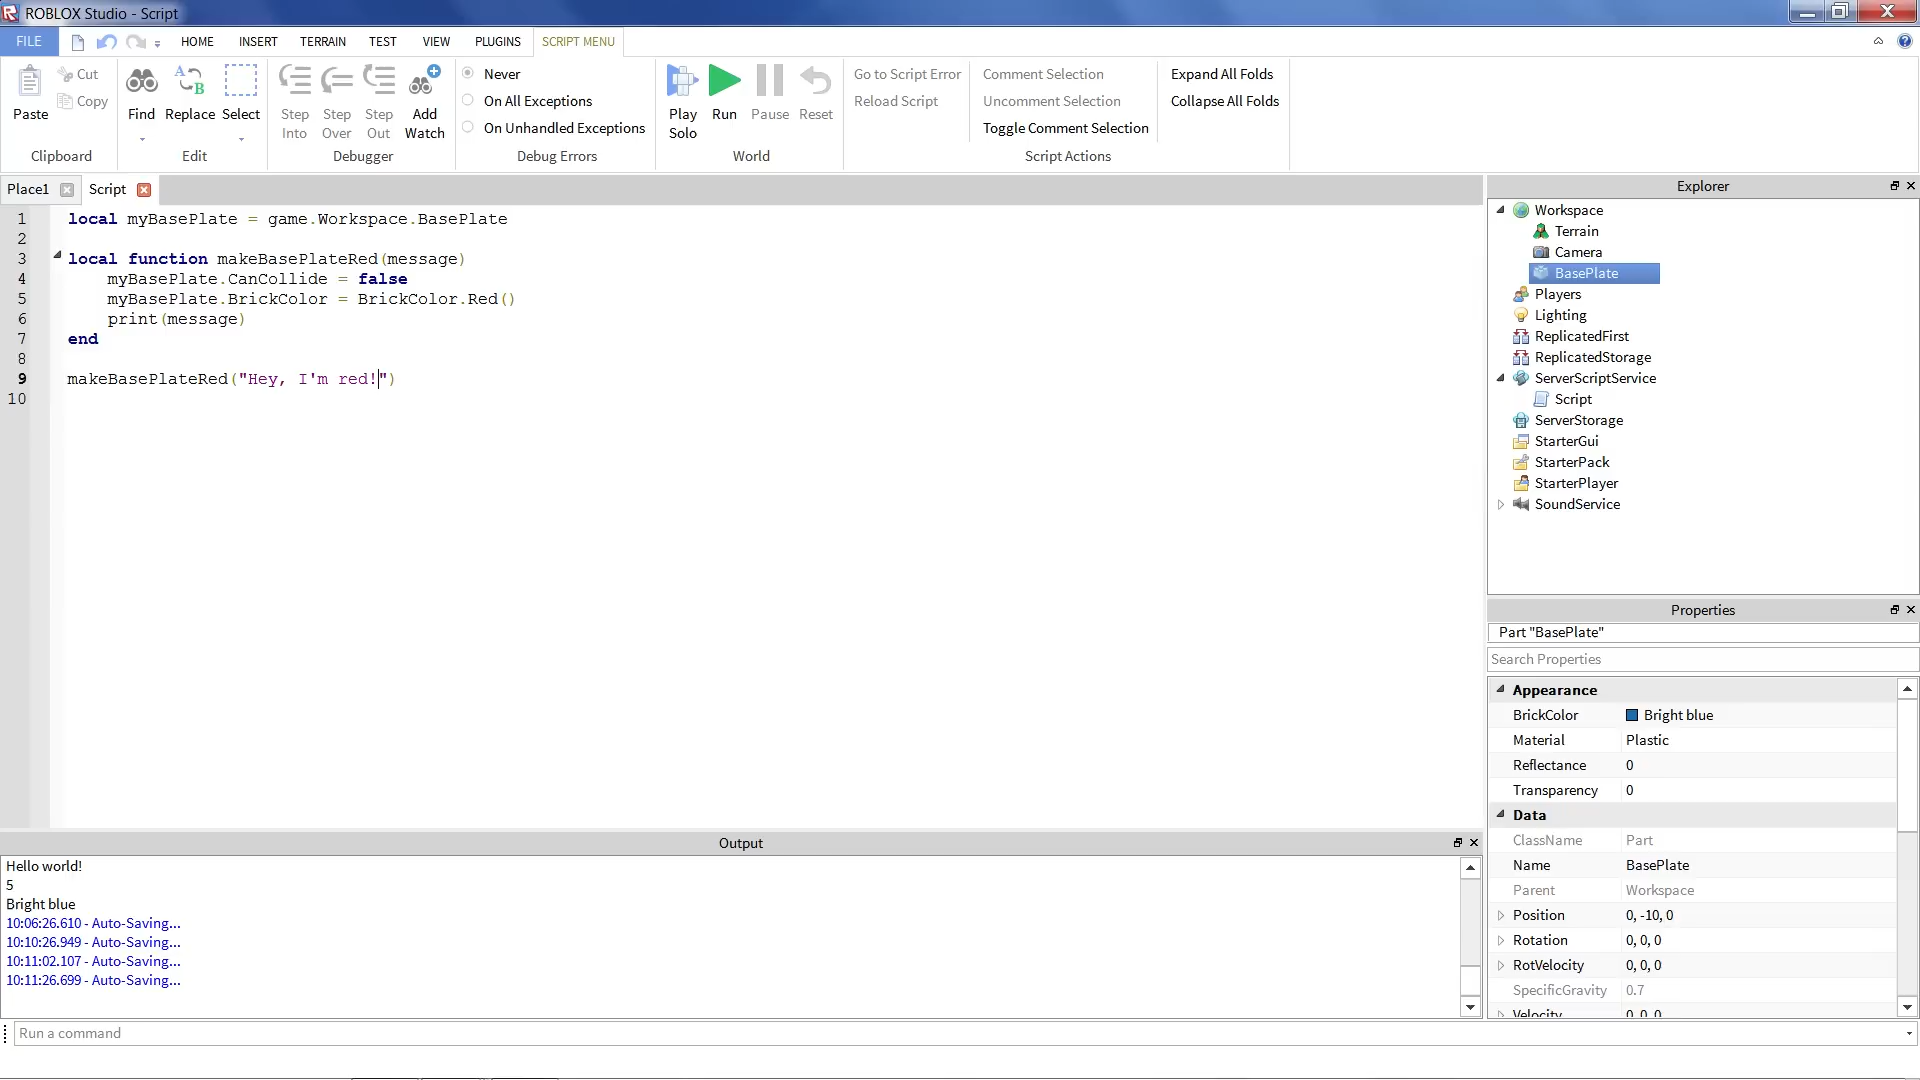 ROBLOX Studio - Script
FILE HOME INSERT TERRAIN TEST VIEW PLUGINS SCRIPT MENU
Paste
Cut
Copy
Clipboard
Find
Replace
Select
Edit
Step Into
Step Over
Step Out
Add Watch
Debugger
Never
On All Exceptions
On Unhandled Exceptions
Debug Errors
Play Solo
Run
Pause
Reset
World
Go to Script Error
Reload Script
Comment Selection
Uncomment Selection
Toggle Comment Selection
Script Actions
Expand All Folds
Collapse All Folds
Place1 Script
1 local myBasePlate = game.Workspace.BasePlate
2
3 local function makeBasePlateRed(message)
4 myBasePlate.CanCollide = false
5 myBasePlate.BrickColor = BrickColor.Red()
6 print(message)
7 end
8
9 makeBasePlateRed("Hey, I'm red!")
10
Output
Hello world!
5
Bright blue
10:06:26.610 - Auto-Saving...
10:10:26.949 - Auto-Saving...
10:11:02.107 - Auto-Saving...
10:11:26.699 - Auto-Saving...
Run a command
Explorer
Workspace
Terrain
Camera
BasePlate
Players
Lighting
ReplicatedFirst
ReplicatedStorage
ServerScriptService
Script
ServerStorage
StarterGui
StarterPack
StarterPlayer
SoundService
Properties
Part "BasePlate"
Search Properties
Appearance
BrickColor Bright blue
Material Plastic
Reflectance 0
Transparency 0
Data
ClassName Part
Name BasePlate
Parent Workspace
Position 0, -10, 0
Rotation 0, 0, 0
RotVelocity 0, 0, 0
SpecificGravity 0.7
Velocity 0, 0, 0